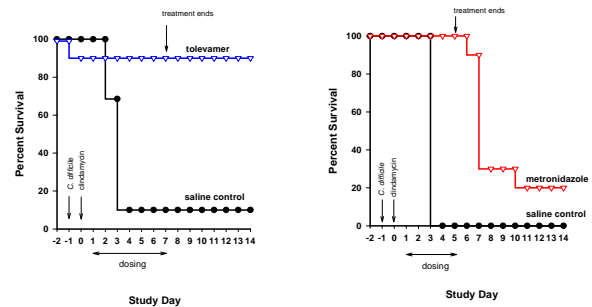 treatment ends
100
80
60
40
20
0
Percent Survival
tolevamer
saline control
C. difficile
clindamycin
-2 -1 0 1 2 3 4 5 6 7 8 9 10 11 12 13 14
dosing
Study Day
treatment ends
100
80
60
40
20
0
Percent Survival
metronidazole
saline control
C. difficile
clindamycin
-2 -1 0 1 2 3 4 5 6 7 8 9 10 11 12 13 14
dosing
Study Day